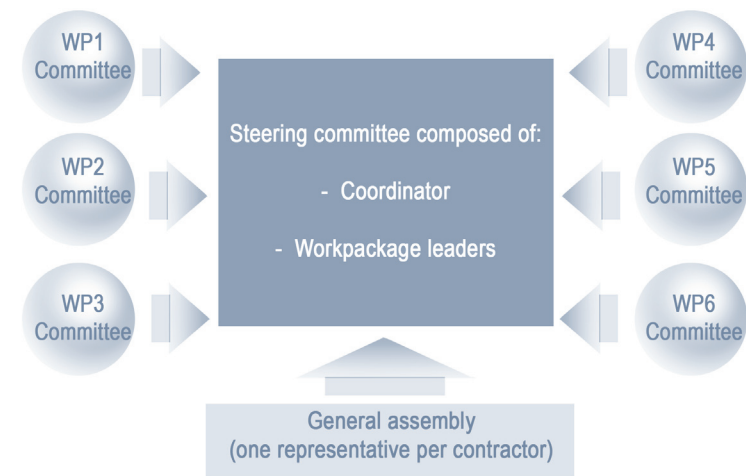 WP1
Committee
WP2
Committee
WP3
Committee
Steering committee composed of:
- Coordinator
- Workpackage leaders
WP4
Committee
WP5
Committee
WP6
Committee
General assembly
(one representative per contractor)